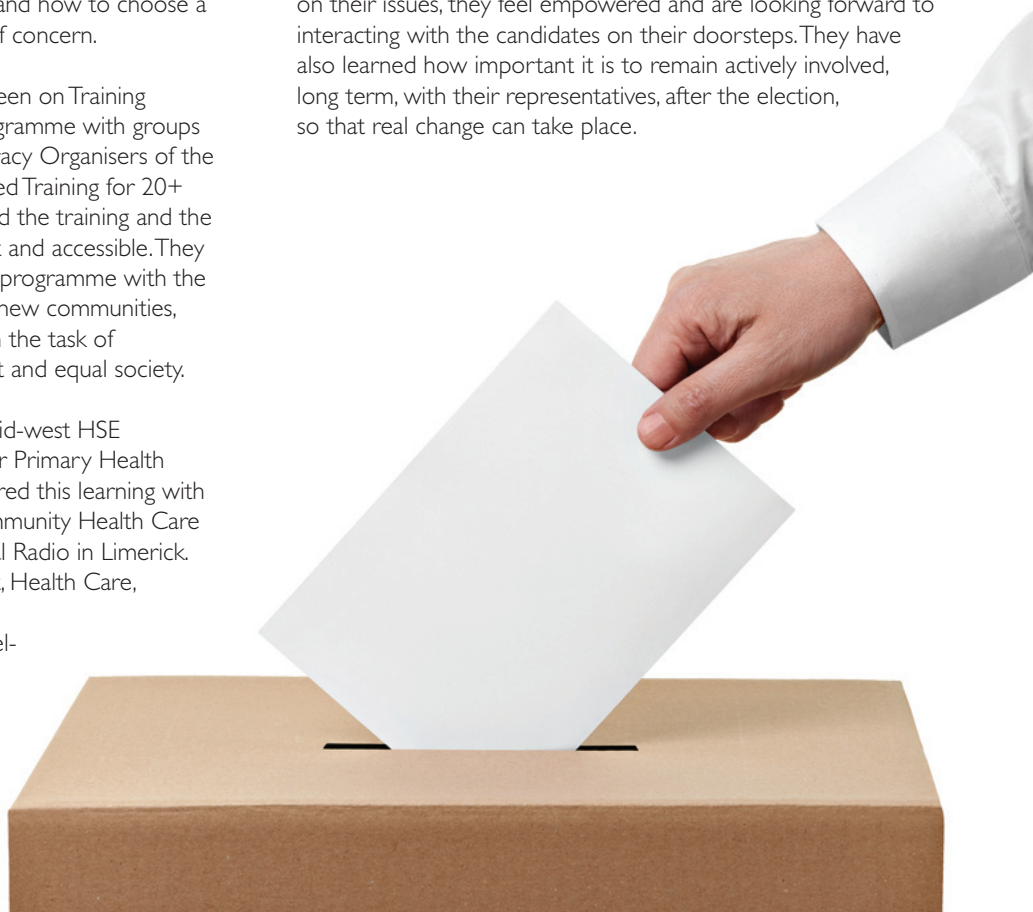 and how to choose a
f concern.
een on Training
gramme with groups
acy Organisers of the
ed Training for 20+
d the training and the
and accessible. They
programme with the
new communities,
the task of
t and equal society.
id-west HSE
r Primary Health
red this learning with
mmunity Health Care
l Radio in Limerick.
, Health Care,
el-
on their issues, they feel empowered and are looking forward to
interacting with the candidates on their doorsteps. They have
also learned how important it is to remain actively involved,
long term, with their representatives, after the election,
so that real change can take place.